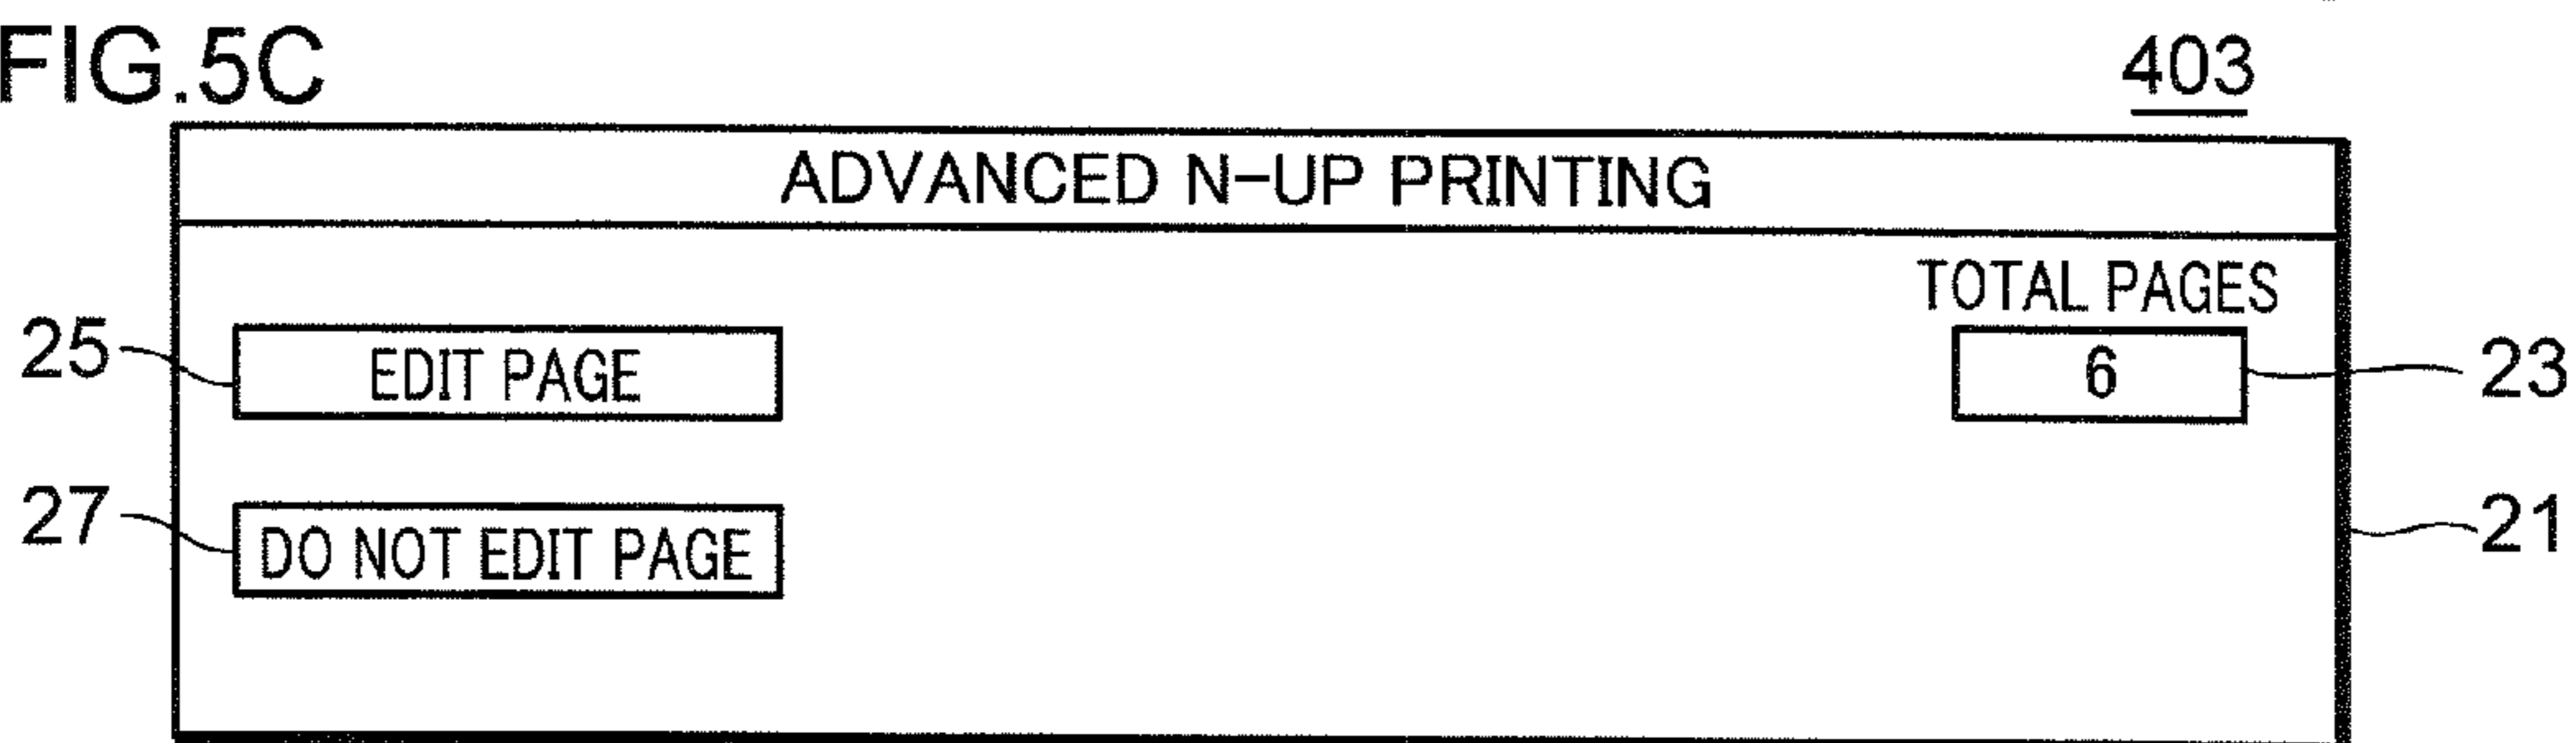 FIG.5C
403
ADVANCED N-UP PRINTING
TOTAL PAGES
25 EDIT PAGE 6 23
27 DO NOT EDIT PAGE 21